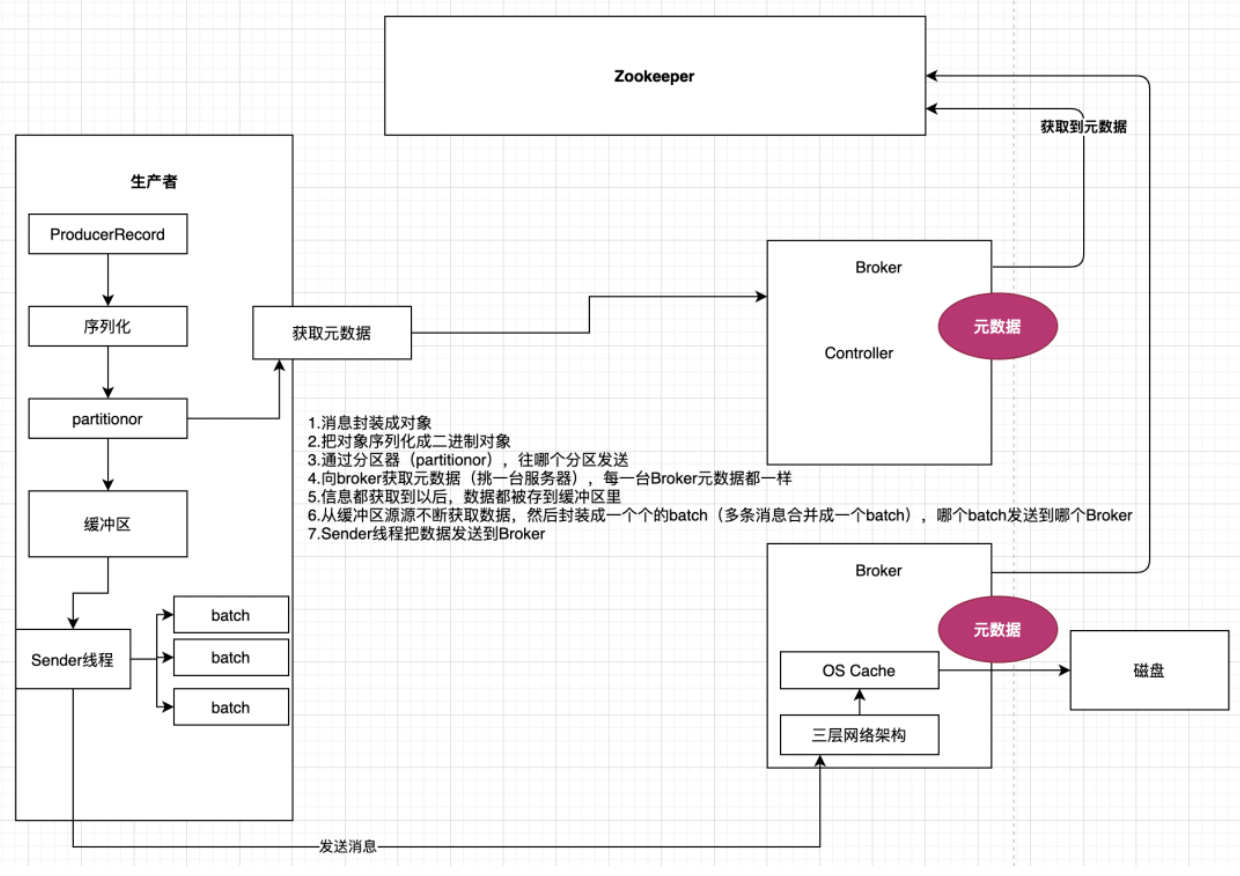 Zookeeper
获取到元数据
生产者
ProducerRecord
序列化
获取元数据
partitionor
缓冲区
Sender线程
batch
batch
batch
1.消息封装成对象
2.把对象序列化成二进制对象
3.通过分区器（partitionor），往哪个分区发送
4.向broker获取元数据（挑一台服务器），每一台Broker元数据都一样
5.信息都获取到以后，数据都被存到缓冲区里
6.从缓冲区源源不断获取数据，然后封装成一个个的batch（多条消息合并成一个batch），哪个batch发送到哪个Broker
7.Sender线程把数据发送到Broker
Broker
元数据
Controller
Broker
元数据
OS Cache
磁盘
三层网络架构
发送消息